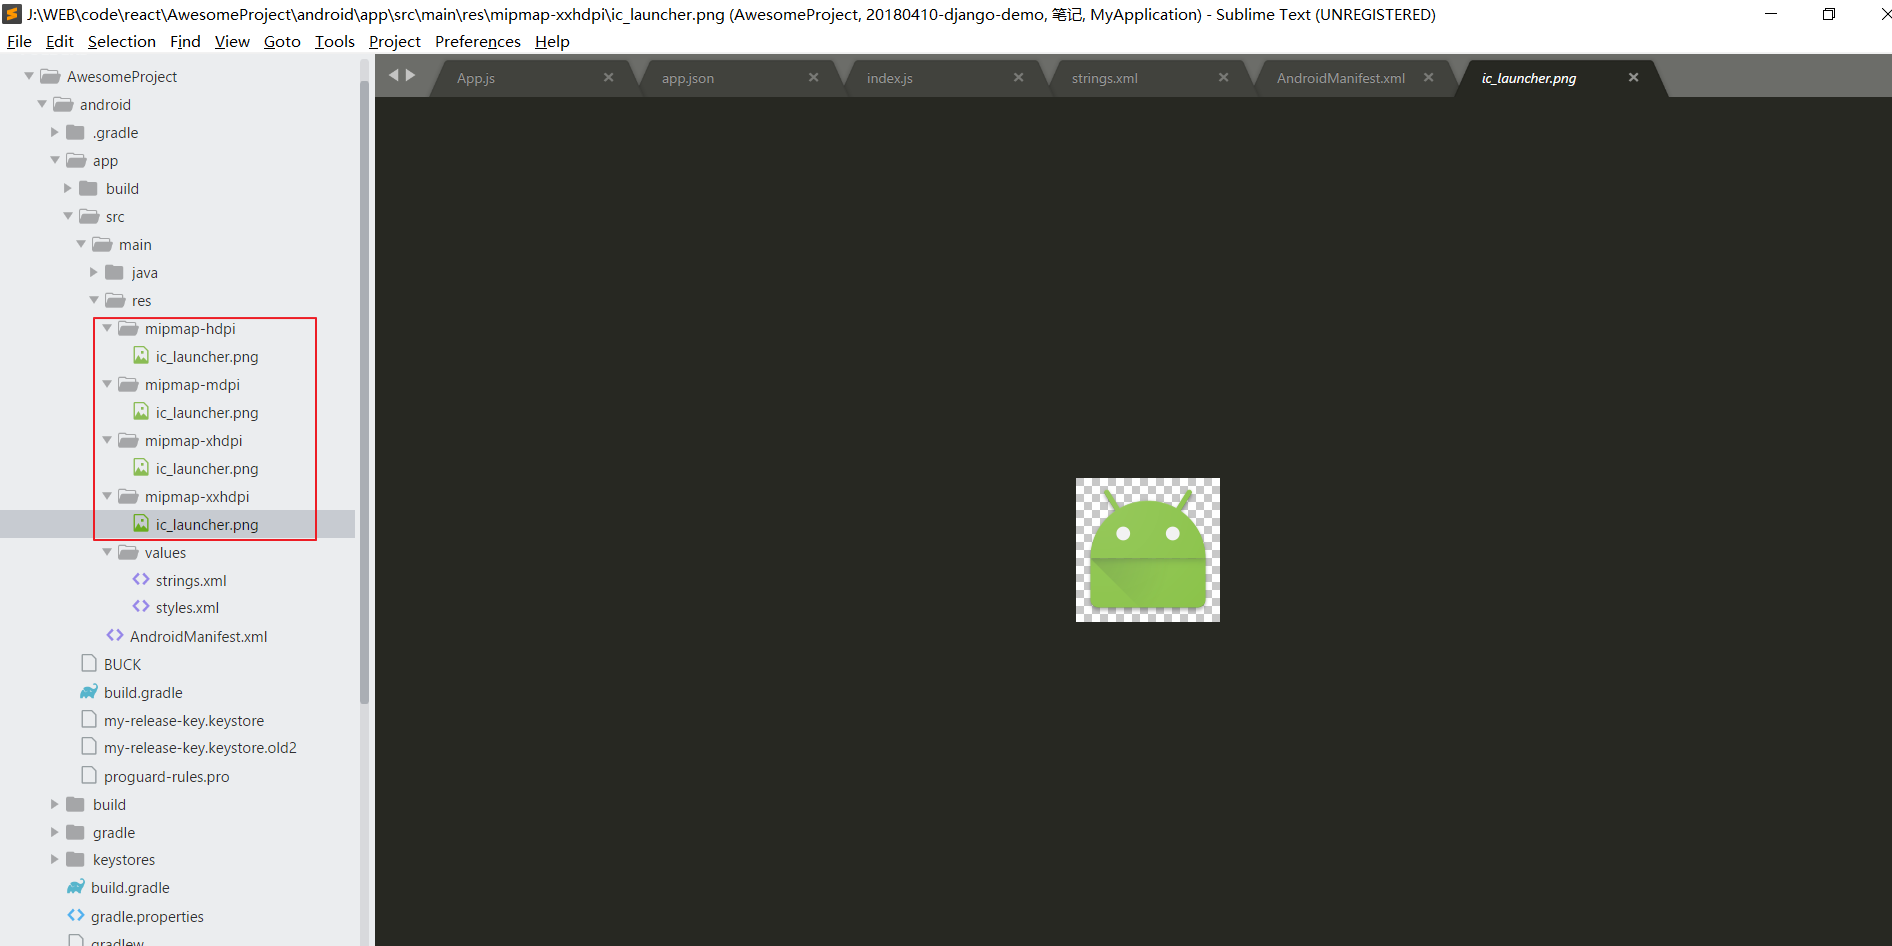 J:\WEB\code\react\AwesomeProject\android\app\src\main\res\mipmap-xxhdpi\ic_launcher.png (AwesomeProject, 20180410-django-demo, 笔记, MyApplication) - Sublime Text (UNREGISTERED)
File Edit Selection Find View Goto Tools Project Preferences Help
App.js app.json index.js strings.xml AndroidManifest.xml ic_launcher.png
AwesomeProject
android
.gradle
app
build
src
main
java
res
mipmap-hdpi
ic_launcher.png
mipmap-mdpi
ic_launcher.png
mipmap-xhdpi
ic_launcher.png
mipmap-xxhdpi
ic_launcher.png
values
strings.xml
styles.xml
AndroidManifest.xml
BUCK
build.gradle
my-release-key.keystore
my-release-key.keystore.old2
proguard-rules.pro
build
gradle
keystores
build.gradle
gradle.properties
gradlew